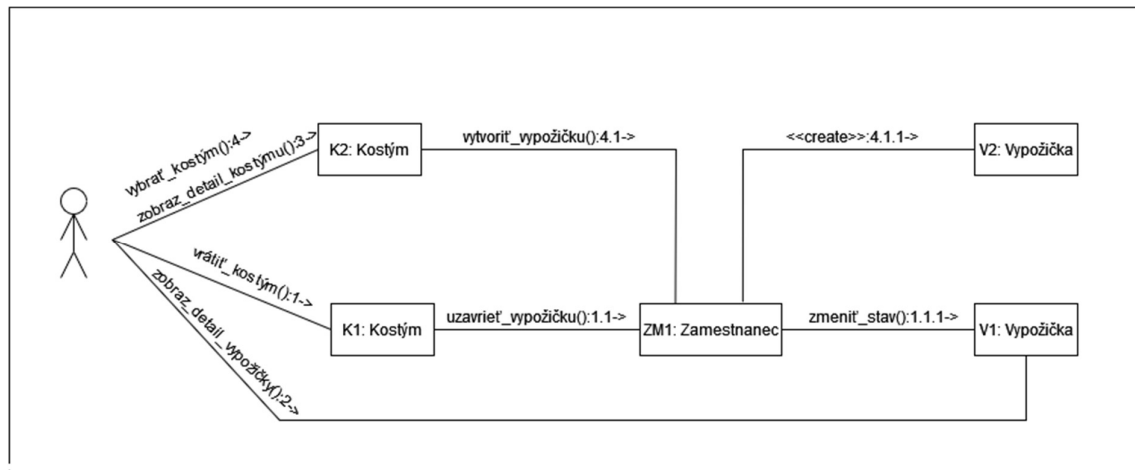 vybrať_kostým():4->
zobraz_detail_kostýmu():3->
K2: Kostým
vytvoriť_vypožičku():4.1->
<<create>>:4.1.1->
V2: Vypožička
vrátiť_kostým():1->
zobraz_detail_vypožičky():2->
K1: Kostým
uzavrieť_vypožičku():1.1->
ZM1: Zamestnanec
zmeniť_stav():1.1.1->
V1: Vypožička